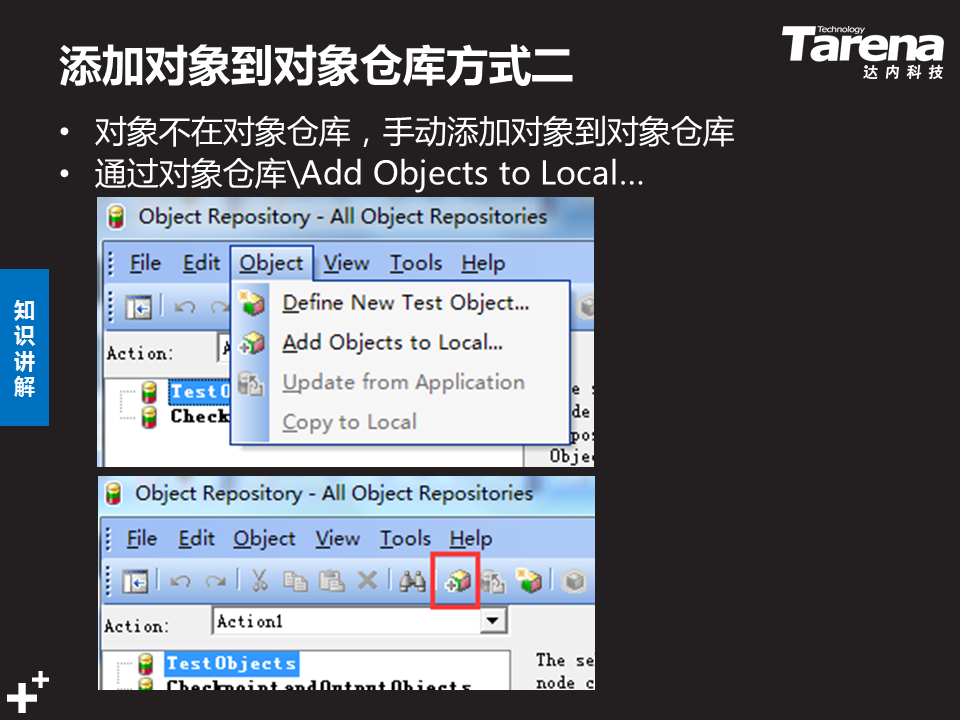 添加对象到对象仓库方式二
Technology
Tarena
达内科技
• 对象不在对象仓库，手动添加对象到对象仓库
• 通过对象仓库\Add Objects to Local...
知识讲解
Object Repository - All Object Repositories
File Edit Object View Tools Help
Define New Test Object...
Action:
Add Objects to Local...
TestO
Update from Application
Check
Copy to Local
Obje
Object Repository - All Object Repositories
File Edit Object View Tools Help
Action: Action1
TestObjects
The se
CheckpointandOutputObjects
node c